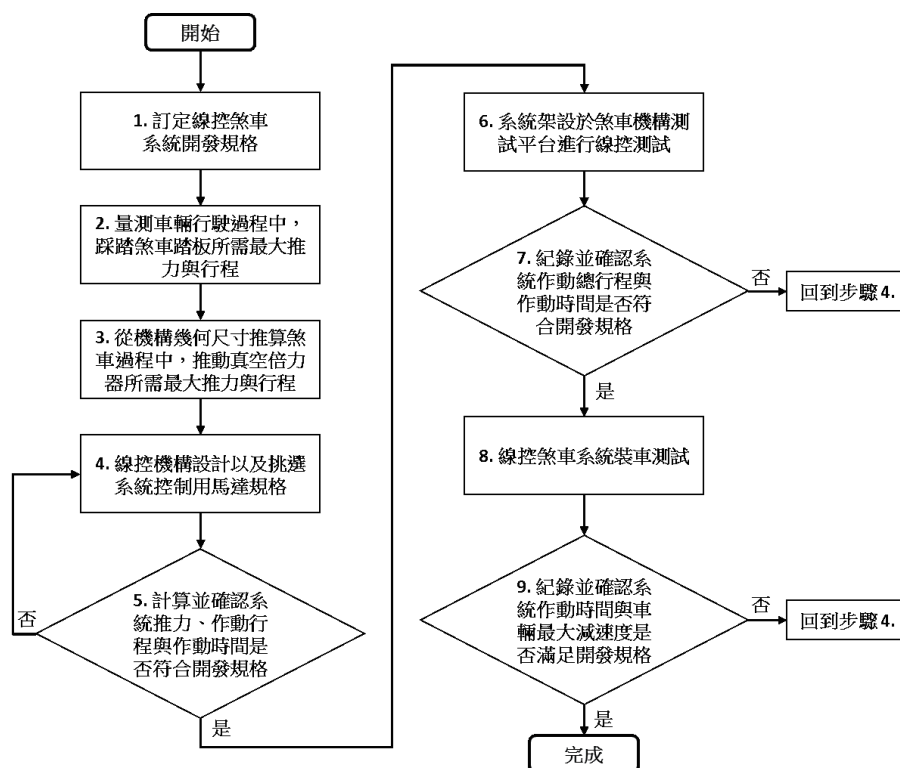 開始
1. 訂定線控煞車
系統開發規格
2. 量測車輛行駛過程中，
踩踏煞車踏板所需最大推
力與行程
3. 從機構幾何尺寸推算煞
車過程中，推動真空倍力
器所需最大推力與行程
4. 線控機構設計以及挑選
系統控制用馬達規格
5. 計算並確認系
統推力、作動行
程與作動時間是
否符合開發規格
否
是
6. 系統架設於煞車機構測
試平台進行線控測試
7. 紀錄並確認系
統作動總行程與
作動時間是否符
合開發規格
否
回到步驟 4.
是
8. 線控煞車系統裝車測試
9. 紀錄並確認系
統作動時間與車
輛最大減速度是
否滿足開發規格
否
回到步驟 4.
是
完成